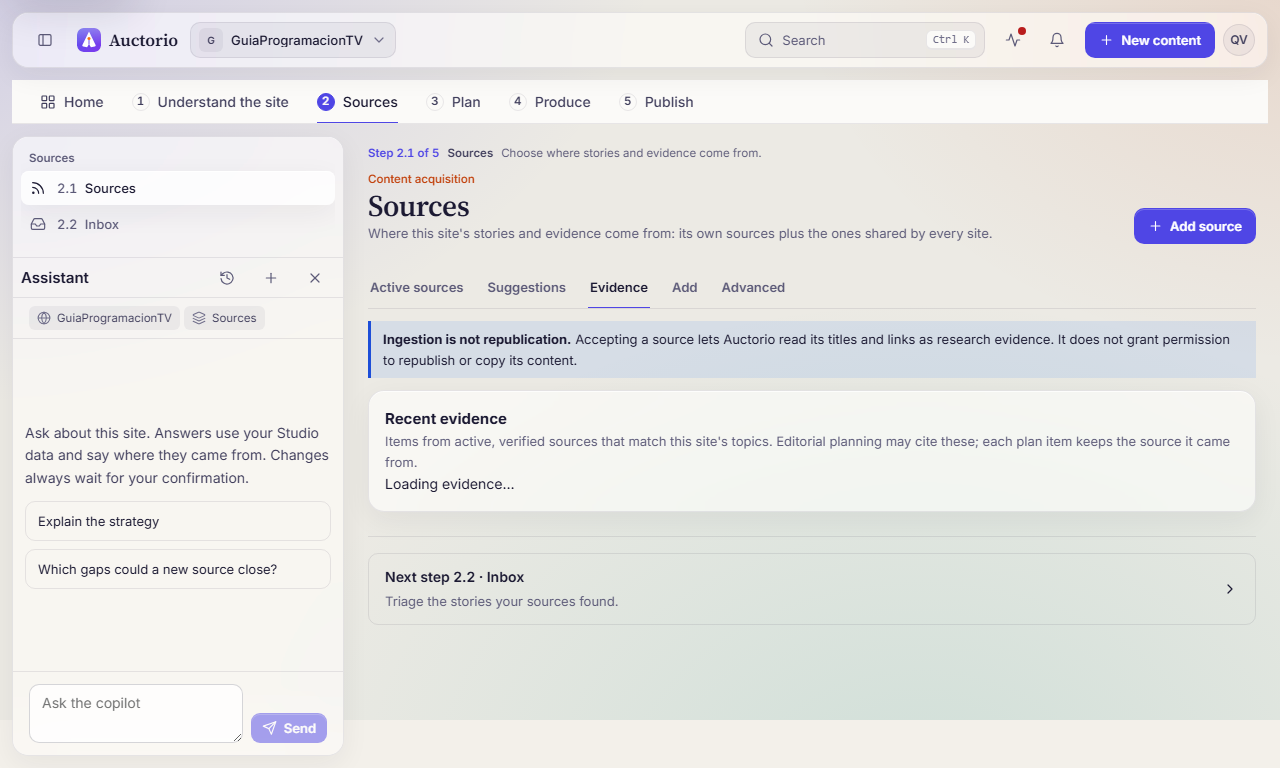 Auctorio
G GuiaProgramacionTV
Search Ctrl K
New content
QV
Home
1 Understand the site
2 Sources
3 Plan
4 Produce
5 Publish
Sources
2.1 Sources
2.2 Inbox
Assistant
GuiaProgramacionTV
Sources
Ask about this site. Answers use your Studio
data and say where they came from. Changes
always wait for your confirmation.
Explain the strategy
Which gaps could a new source close?
Ask the copilot
Send
Step 2.1 of 5 Sources Choose where stories and evidence come from.
Content acquisition
Sources
Where this site's stories and evidence come from: its own sources plus the ones shared by every site.
Add source
Active sources
Suggestions
Evidence
Add
Advanced
Ingestion is not republication. Accepting a source lets Auctorio read its titles and links as research evidence. It does not grant permission
to republish or copy its content.
Recent evidence
Items from active, verified sources that match this site's topics. Editorial planning may cite these; each plan item keeps the source it came
from.
Loading evidence...
Next step 2.2 · Inbox
Triage the stories your sources found.